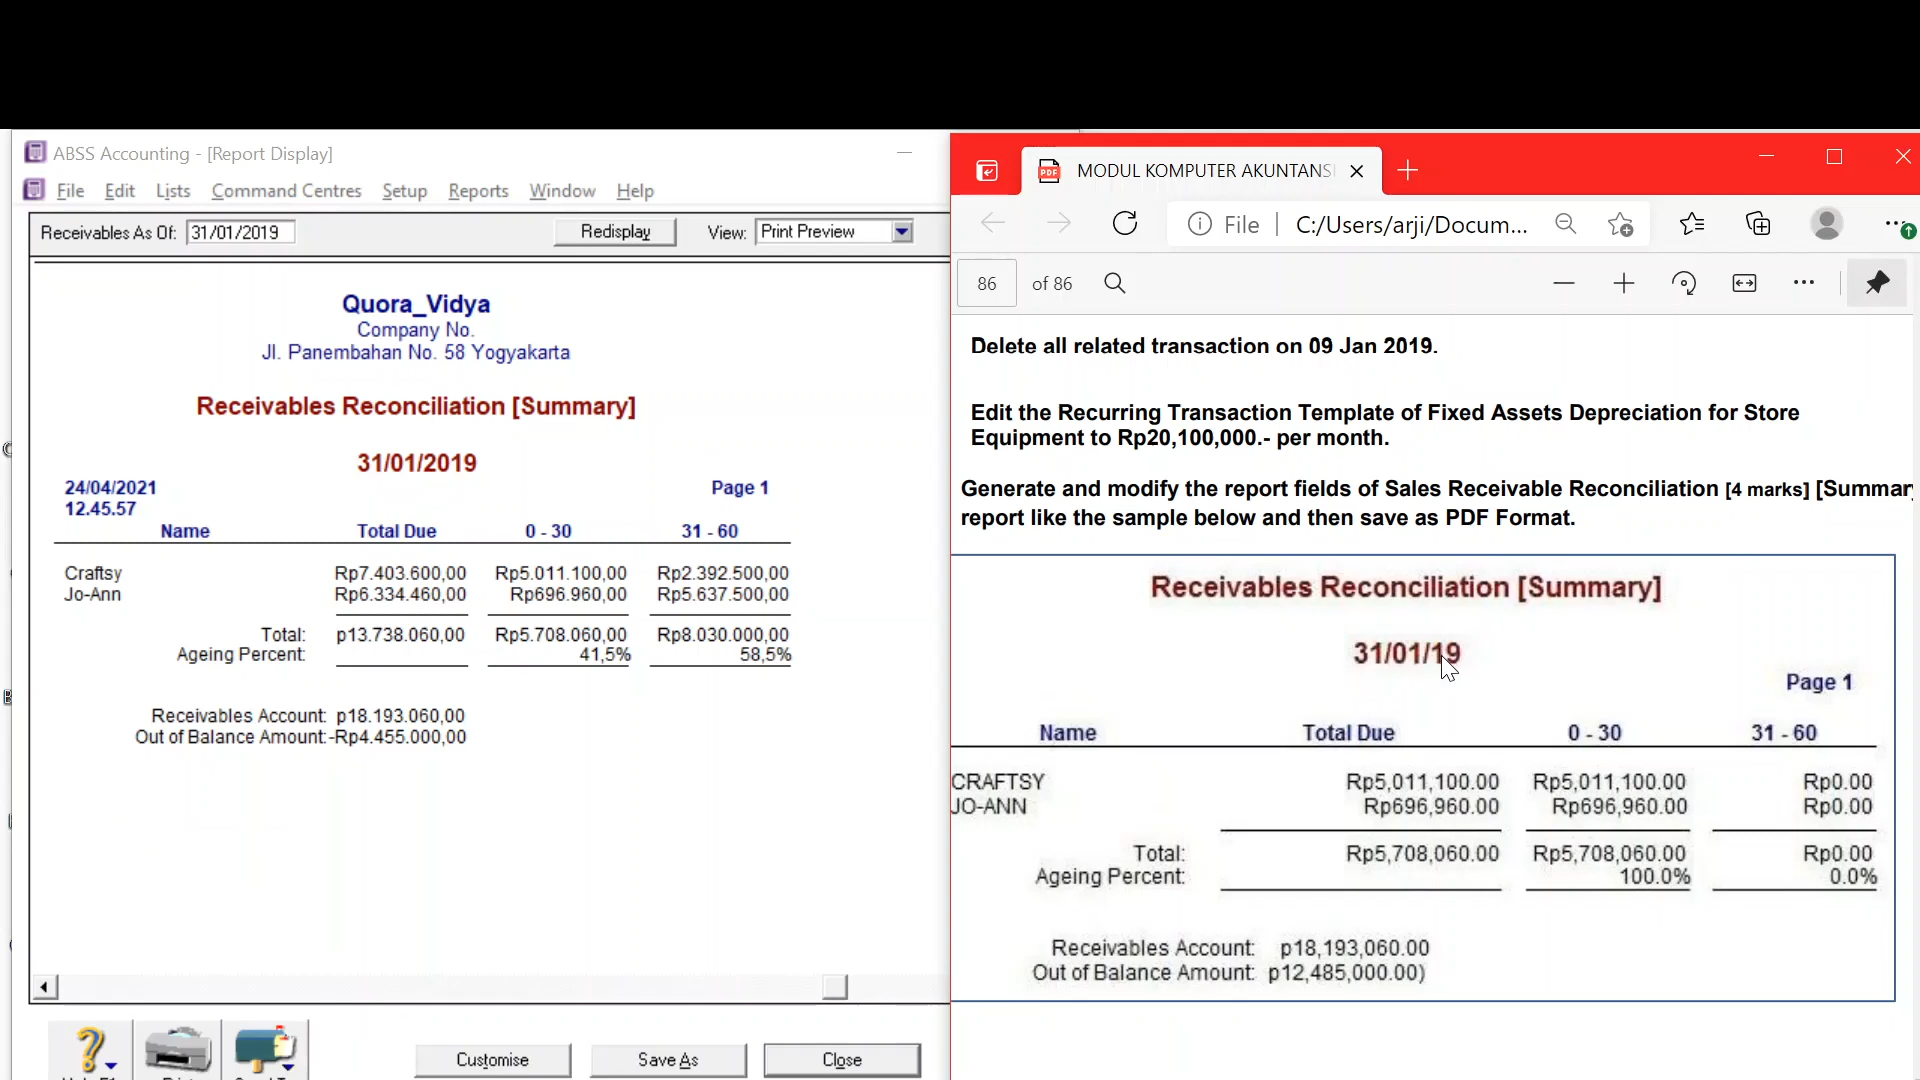 ABSS Accounting - [Report Display]
File Edit Lists Command Centres Setup Reports Window Help
Receivables As Of: 31/01/2019 Redisplay View: Print Preview
Quora_Vidya
Company No.
Jl. Panembahan No. 58 Yogyakarta
Receivables Reconciliation [Summary]
31/01/2019
24/04/2021 Page 1
12.45.57
Name Total Due 0 - 30 31 - 60
Craftsy Rp7.403.600,00 Rp5.011.100,00 Rp2.392.500,00
Jo-Ann Rp6.334.460,00 Rp696.960,00 Rp5.637.500,00
Total: p13.738.060,00 Rp5.708.060,00 Rp8.030.000,00
Ageing Percent: 41,5% 58,5%
Receivables Account: p18.193.060,00
Out of Balance Amount: -Rp4.455.000,00
Customise Save As Close
MODUL KOMPUTER AKUNTANS
File C:/Users/arji/Docum...
86 of 86
Delete all related transaction on 09 Jan 2019.
Edit the Recurring Transaction Template of Fixed Assets Depreciation for Store
Equipment to Rp20,100,000.- per month.
Generate and modify the report fields of Sales Receivable Reconciliation [4 marks] [Summar
report like the sample below and then save as PDF Format.
Receivables Reconciliation [Summary]
31/01/19
Page 1
Name Total Due 0 - 30 31 - 60
CRAFTSY Rp5,011,100.00 Rp5,011,100.00 Rp0.00
JO-ANN Rp696,960.00 Rp696,960.00 Rp0.00
Total: Rp5,708,060.00 Rp5,708,060.00 Rp0.00
Ageing Percent: 100.0% 0.0%
Receivables Account: p18,193,060.00
Out of Balance Amount: p12,485,000.00)